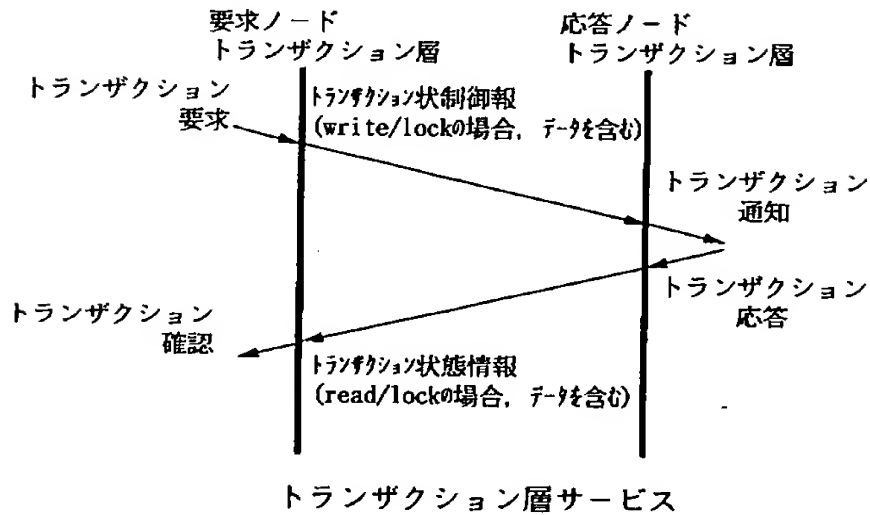 要求ノード
トランザクション層
応答ノード
トランザクション層
トランザクション
要求
トランザクション状制御報
(write/lockの場合, データを含む)
トランザクション
通知
トランザクション
応答
トランザクション
確認
トランザクション状態情報
(read/lockの場合, データを含む)
トランザクション層サービス